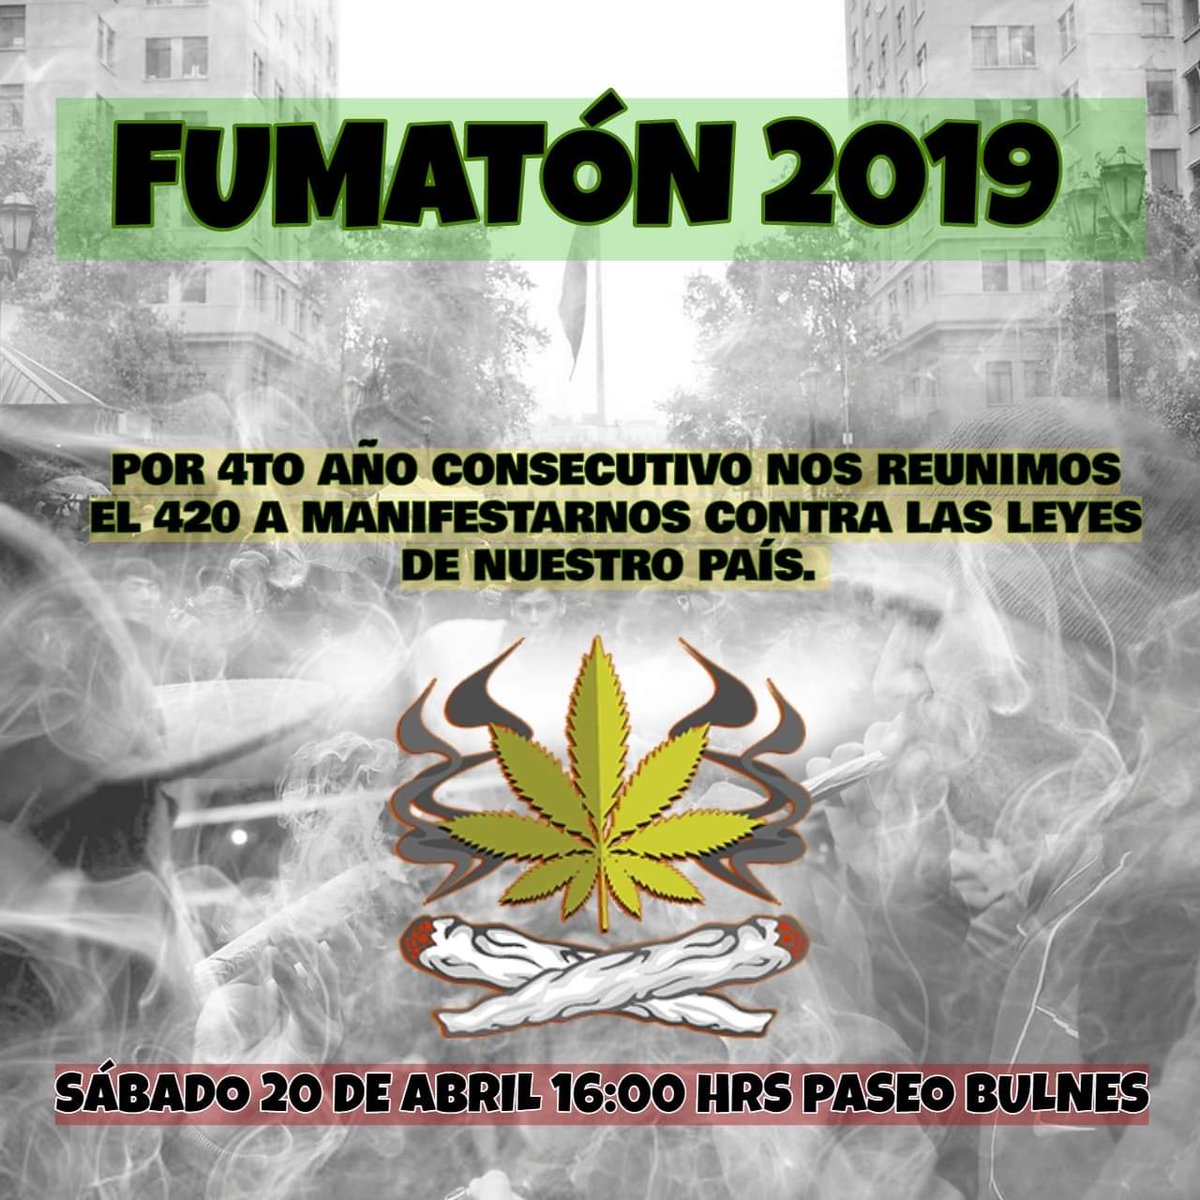 FUMATÓN 2019
POR 4TO AÑO CONSECUTIVO NOS REUNIMOS
EL 420 A MANIFESTARNOS CONTRA LAS LEYES
DE NUESTRO PAÍS.
SÁBADO 20 DE ABRIL 16:00 HRS PASEO BULNES